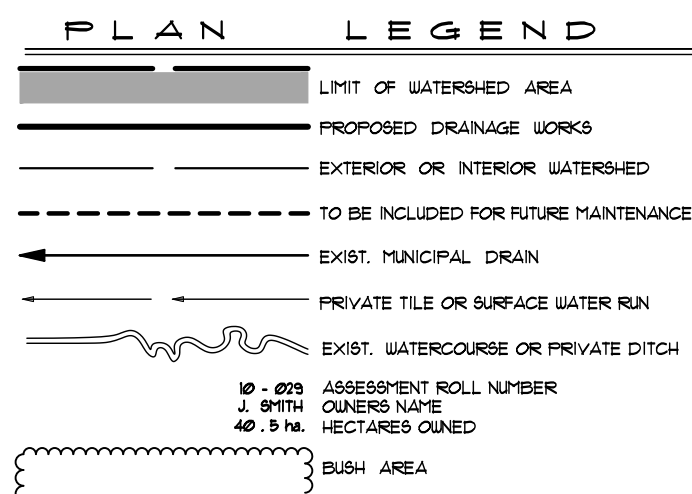 PLAN LEGEND
LIMIT OF WATERSHED AREA
PROPOSED DRAINAGE WORKS
EXTERIOR OR INTERIOR WATERSHED
TO BE INCLUDED FOR FUTURE MAINTENANCE
EXIST. MUNICIPAL DRAIN
PRIVATE TILE OR SURFACE WATER RUN
EXIST. WATERCOURSE OR PRIVATE DITCH
10 - 029 ASSESSMENT ROLL NUMBER
J. SMITH OWNERS NAME
40 . 5 ha. HECTARES OWNED
BUSH AREA